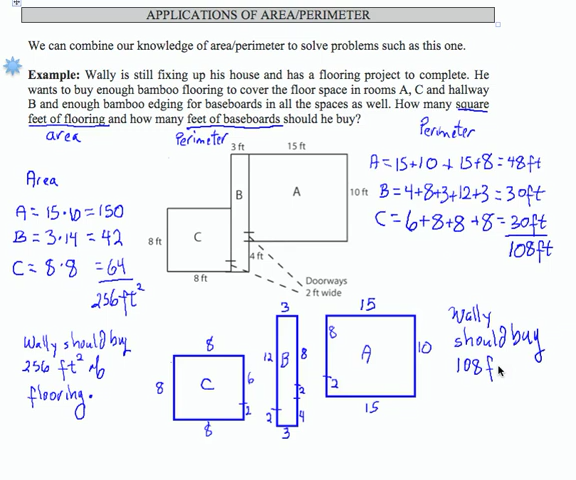 APPLICATIONS OF AREA/PERIMETER
We can combine our knowledge of area/perimeter to solve problems such as this one.
Example: Wally is still fixing up his house and has a flooring project to complete. He
wants to buy enough bamboo flooring to cover the floor space in rooms A, C and hallway
B and enough bamboo edging for baseboards in all the spaces as well. How many square
feet of flooring and how many feet of baseboards should he buy?
area
Perimeter
Perimeter
3 ft
15 ft
A = 15+10+15+8 = 48ft
B = 4+8+3+12+3 = 30ft
C = 6+8+8+8 = 30ft
108ft
Area
A = 15·10 = 150
B = 3·14 = 42
C = 8·8 = 64
256ft²
B
A
10 ft
8 ft
C
4 ft
8 ft
Doorways
2 ft wide
Wally should buy
256 ft² of
flooring.
8
8
C
6
2
8
3
12
B
8
2
2
4
3
15
8
A
10
2
15
Wally
should buy
108 f